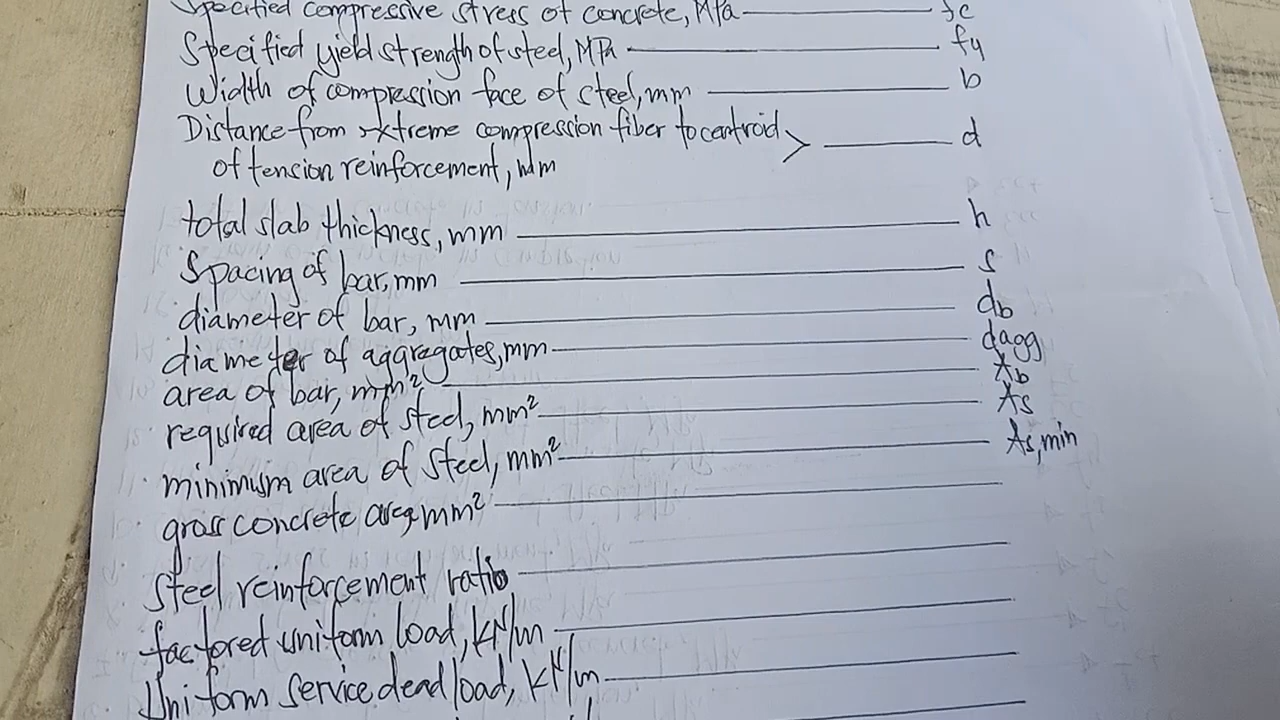 Specified compressive stress of concrete, MPa fc
Specified yield strength of steel, MPa fy
Width of compression face of steel, mm b
Distance from extreme compression fiber to centroid
of tension reinforcement, mm d
total slab thickness, mm h
Spacing of bar, mm s
diameter of bar, mm db
diameter of aggregates, mm dagg
area of bar, mm² Ab
required area of steel, mm² As
minimum area of steel, mm² As,min
gross concrete area, mm²
Steel reinforcement ratio
factored uniform load, kN/m
Uniform service dead load, kN/m